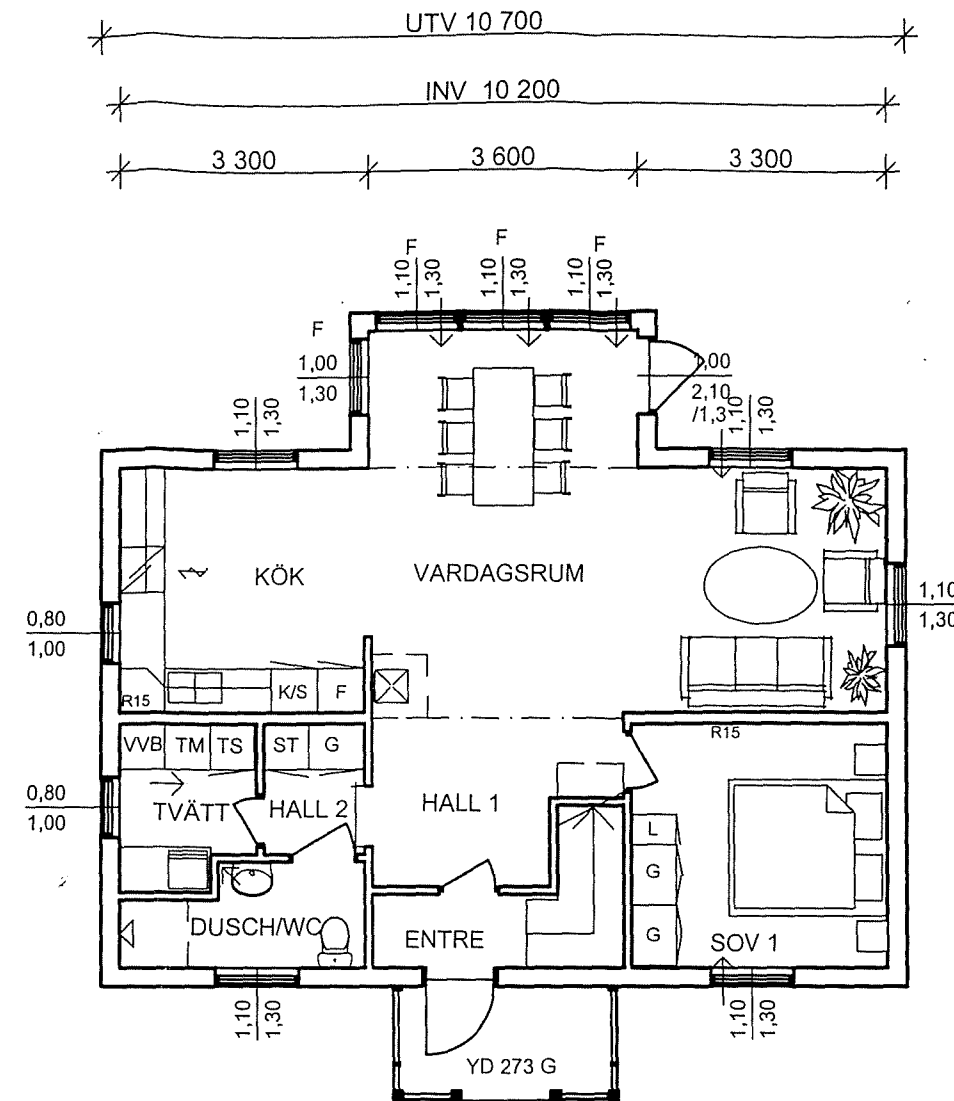 UTV 10 700
INV 10 200
3 300
3 600
3 300
F
F
F
1,10
1,30
1,10
1,30
1,10
1,30
F
1,00
1,30
1,00
2,10
/1,3
1,10
1,30
1,10
1,30
KÖK
VARDAGSRUM
0,80
1,00
1,10
1,30
R15
K/S
F
R15
VVB
TM
TS
ST
G
0,80
1,00
TVÄTT
HALL 2
HALL 1
L
G
G
DUSCH/WC
ENTRE
SOV 1
1,10
1,30
1,10
1,30
YD 273 G